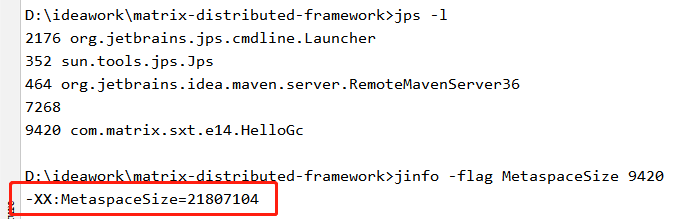 D:\ideawork\matrix-distributed-framework>jps -l
2176 org.jetbrains.jps.cmdline.Launcher
352 sun.tools.jps.Jps
464 org.jetbrains.idea.maven.server.RemoteMavenServer36
7268
9420 com.matrix.sxt.e14.HelloGc
D:\ideawork\matrix-distributed-framework>jinfo -flag MetaspaceSize 9420
-XX:MetaspaceSize=21807104